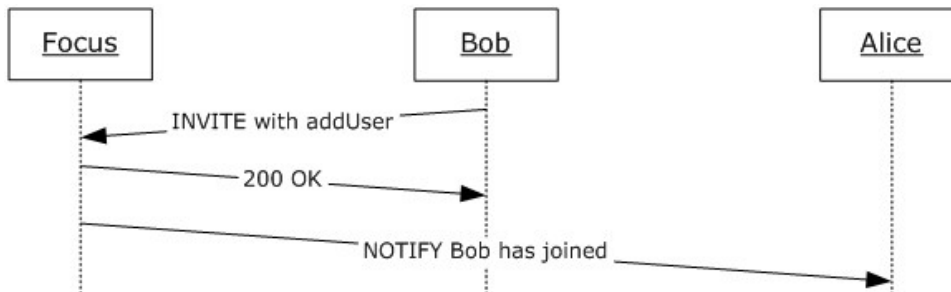 Focus
Bob
Alice
INVITE with addUser
200 OK
NOTIFY Bob has joined